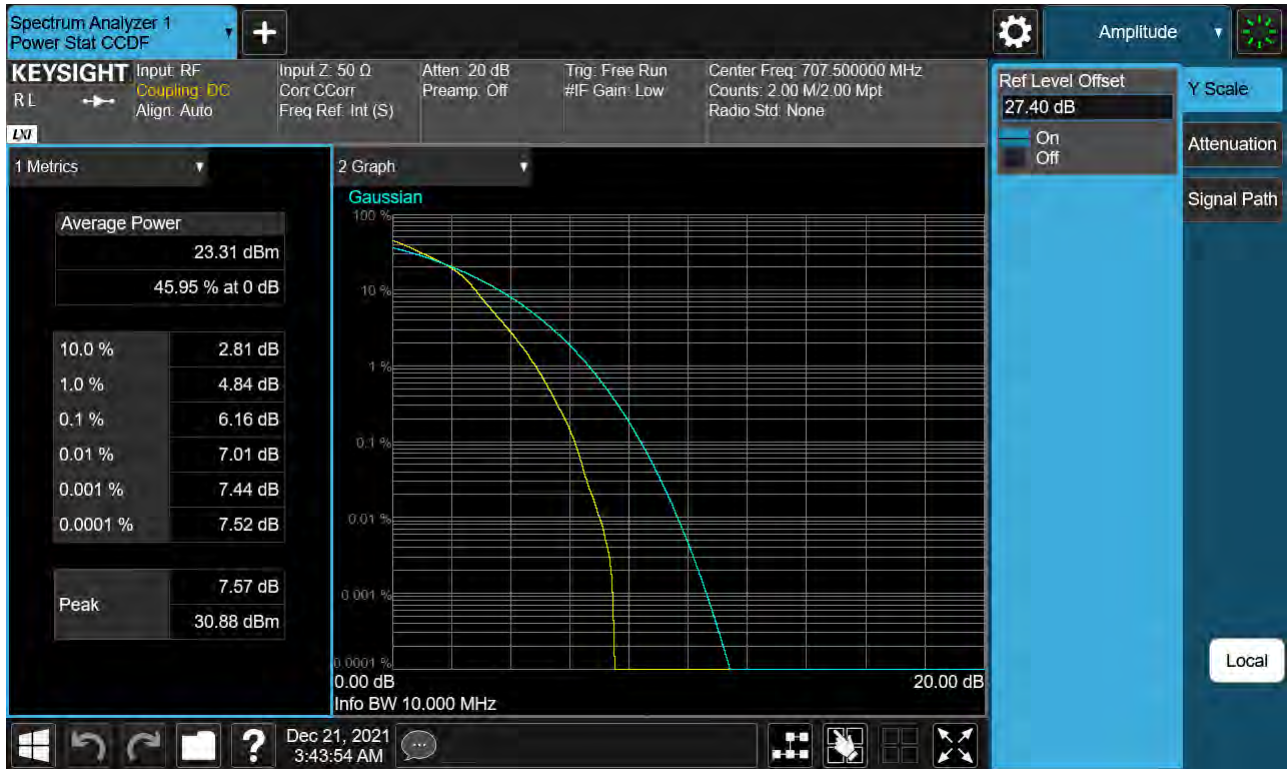 Spectrum Analyzer 1
Power Stat CCDF
+
Amplitude
KEYSIGHT
RL
LXI
Input: RF
Coupling: DC
Align: Auto
Input Z: 50 Ω
Corr CCorr
Freq Ref: Int (S)
Atten: 20 dB
Preamp: Off
Trig: Free Run
#IF Gain: Low
Center Freq: 707.500000 MHz
Counts: 2.00 M/2.00 Mpt
Radio Std: None
Ref Level Offset
27.40 dB
On
Off
Y Scale
Attenuation
Signal Path
Local
1 Metrics
Average Power
23.31 dBm
45.95 % at 0 dB
10.0 % 2.81 dB
1.0 % 4.84 dB
0.1 % 6.16 dB
0.01 % 7.01 dB
0.001 % 7.44 dB
0.0001 % 7.52 dB
Peak
7.57 dB
30.88 dBm
2 Graph
Gaussian
100 %
10 %
1 %
0.1 %
0.01 %
0.001 %
0.0001 %
0.00 dB
20.00 dB
Info BW 10.000 MHz
?
Dec 21, 2021
3:43:54 AM